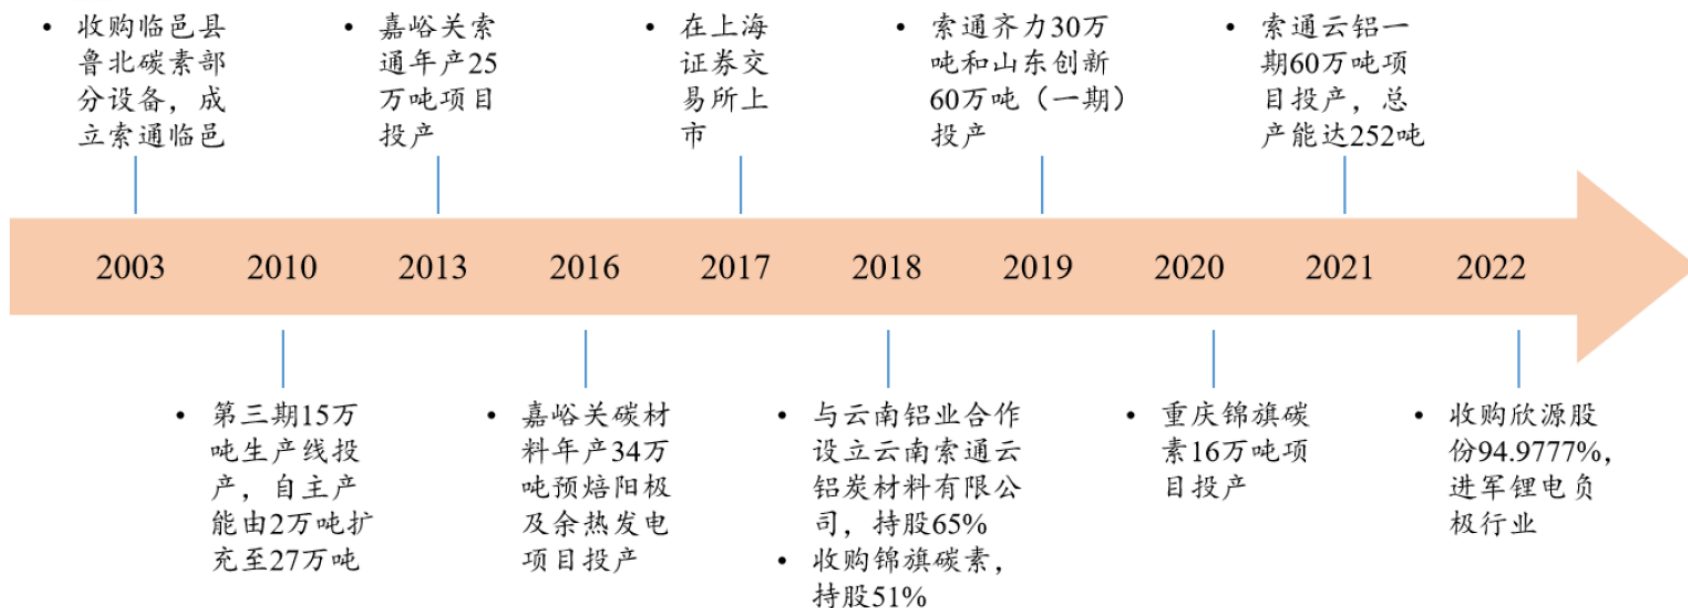 • 收购临邑县
鲁北碳素部
分设备，成
立索通临邑
• 嘉峪关索
通年产25
万吨项目
投产
• 在上海
证券交
易所上
市
• 索通齐力30万
吨和山东创新
60万吨（一期）
投产
• 索通云铝一
期60万吨项
目投产，总
产能达252吨
2003
2010
2013
2016
2017
2018
2019
2020
2021
2022
• 第三期15万
吨生产线投
产，自主产
能由2万吨扩
充至27万吨
• 嘉峪关碳材
料年产34万
吨预焙阳极
及余热发电
项目投产
• 与云南铝业合作
设立云南索通云
铝炭材料有限公
司，持股65%
• 收购锦旗碳素，
持股51%
• 重庆锦旗碳
素16万吨项
目投产
• 收购欣源股
份94.9777%，
进军锂电负
极行业